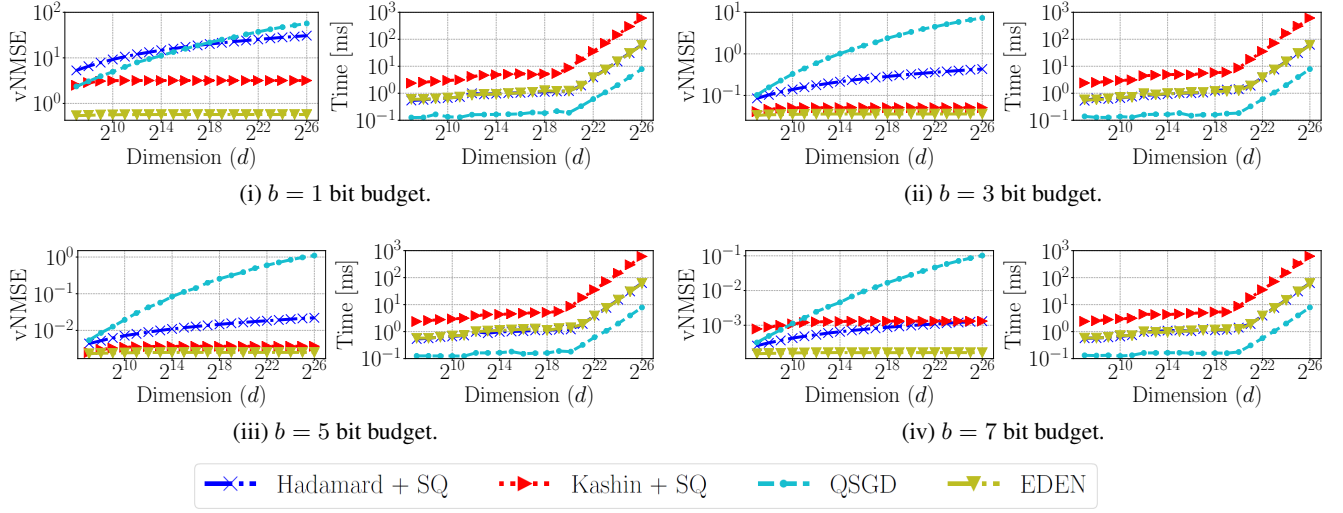 vNMSE
10^2
10^1
10^0
2^10 2^14 2^18 2^22 2^26
Dimension (d)
Time [ms]
10^3
10^2
10^1
10^0
10^-1
2^10 2^14 2^18 2^22 2^26
Dimension (d)
(i) b = 1 bit budget.
vNMSE
10^1
10^0
10^-1
2^10 2^14 2^18 2^22 2^26
Dimension (d)
Time [ms]
10^3
10^2
10^1
10^0
10^-1
2^10 2^14 2^18 2^22 2^26
Dimension (d)
(ii) b = 3 bit budget.
vNMSE
10^0
10^-1
10^-2
2^10 2^14 2^18 2^22 2^26
Dimension (d)
Time [ms]
10^3
10^2
10^1
10^0
10^-1
2^10 2^14 2^18 2^22 2^26
Dimension (d)
(iii) b = 5 bit budget.
vNMSE
10^-1
10^-2
10^-3
2^10 2^14 2^18 2^22 2^26
Dimension (d)
Time [ms]
10^3
10^2
10^1
10^0
10^-1
2^10 2^14 2^18 2^22 2^26
Dimension (d)
(iv) b = 7 bit budget.
Hadamard + SQ Kashin + SQ QSGD EDEN